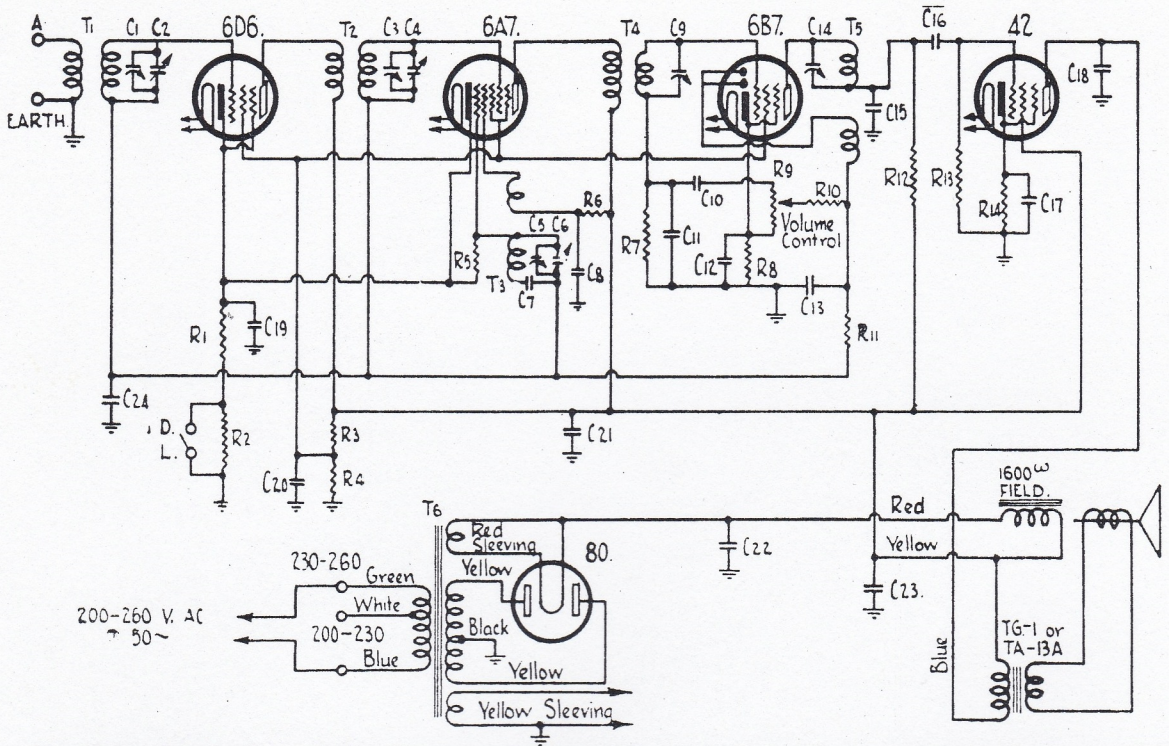 A
T1
C1
C2
6D6.
T2
C3
C4
6A7.
T4
C9
6B7.
C14
T5
C16
42
C18
EARTH.
C15
R9
R10
R12
R13
R14
C17
C10
Volume
Control
R6
R5
C5
C6
T3
C7
C8
R7
C11
C12
R8
C13
R11
R1
C19
C24
D.
L.
R2
R3
R4
C20
C21
1600ω
FIELD.
T6
Red
Sleeving
80.
C22
Red
Yellow
C23.
230-260
Green
Yellow
White
200-260 V. AC
50~
200-230
Black
Blue
Yellow
Yellow Sleeving
Blue
TG-1 or
TA-13A